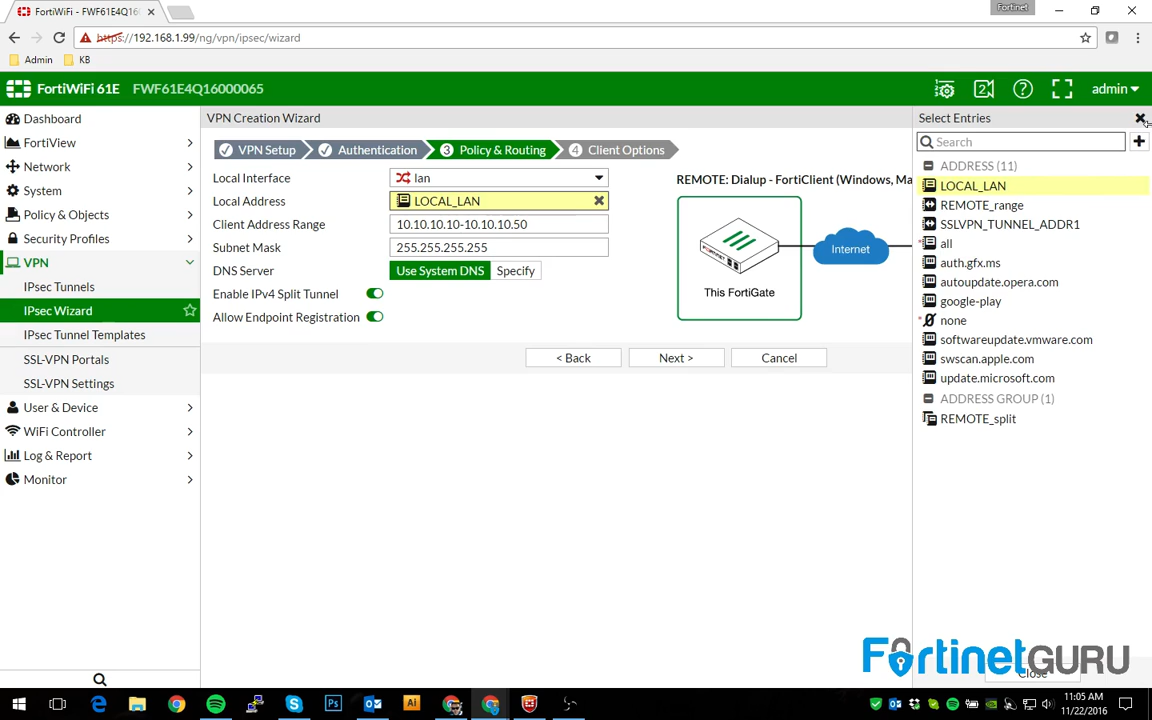 FortiWiFi - FWF61E4Q16
Fortinet
https://192.168.1.99/ng/vpn/ipsec/wizard
Admin
KB
FortiWiFi 61E
FWF61E4Q16000065
2
admin
Dashboard
FortiView
Network
System
Policy & Objects
Security Profiles
VPN
IPsec Tunnels
IPsec Wizard
IPsec Tunnel Templates
SSL-VPN Portals
SSL-VPN Settings
User & Device
WiFi Controller
Log & Report
Monitor
VPN Creation Wizard
VPN Setup
Authentication
3 Policy & Routing
4 Client Options
Local Interface
lan
Local Address
LOCAL_LAN
Client Address Range
10.10.10.10-10.10.10.50
Subnet Mask
255.255.255.255
DNS Server
Use System DNS
Specify
Enable IPv4 Split Tunnel
Allow Endpoint Registration
REMOTE: Dialup - FortiClient (Windows, Ma
FORTINET
Internet
This FortiGate
< Back
Next >
Cancel
Select Entries
Search
ADDRESS (11)
LOCAL_LAN
REMOTE_range
SSLVPN_TUNNEL_ADDR1
all
auth.gfx.ms
autoupdate.opera.com
google-play
none
softwareupdate.vmware.com
swscan.apple.com
update.microsoft.com
ADDRESS GROUP (1)
REMOTE_split
Close
FortinetGURU
Ps
Ai
11:05 AM
11/22/2016